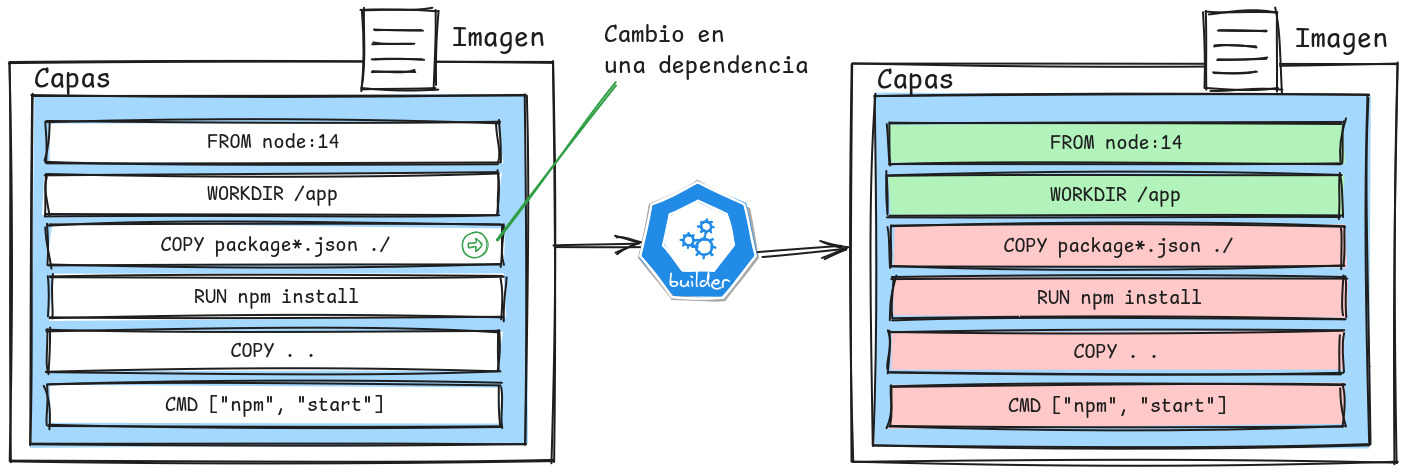 Imagen
Capas
FROM node:14
WORKDIR /app
COPY package*.json ./
RUN npm install
COPY . .
CMD ["npm", "start"]
Cambio en
una dependencia
builder
Imagen
Capas
FROM node:14
WORKDIR /app
COPY package*.json ./
RUN npm install
COPY . .
CMD ["npm", "start"]